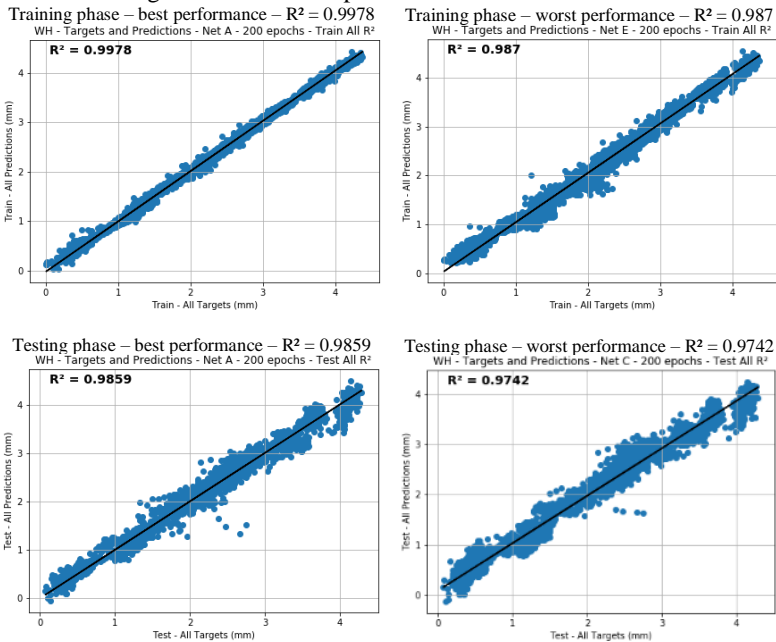 Training phase – best performance – R² = 0.9978
WH - Targets and Predictions - Net A - 200 epochs - Train All R²
R² = 0.9978
4
3
2
1
0
Train - All Predictions (mm)
0 1 2 3 4
Train - All Targets (mm)
Training phase – worst performance – R² = 0.987
WH - Targets and Predictions - Net E - 200 epochs - Train All R²
R² = 0.987
4
3
2
1
0
Train - All Predictions (mm)
0 1 2 3 4
Train - All Targets (mm)
Testing phase – best performance – R² = 0.9859
WH - Targets and Predictions - Net A - 200 epochs - Test All R²
R² = 0.9859
4
3
2
1
0
Test - All Predictions (mm)
0 1 2 3 4
Test - All Targets (mm)
Testing phase – worst performance – R² = 0.9742
WH - Targets and Predictions - Net C - 200 epochs - Test All R²
R² = 0.9742
4
3
2
1
0
Test - All Predictions (mm)
0 1 2 3 4
Test - All Targets (mm)